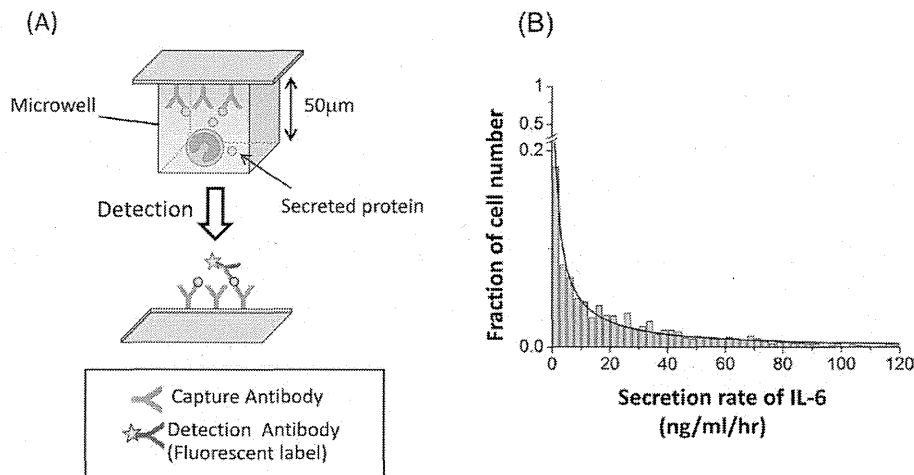 (A)
Microwell
50μm
Detection
Secreted protein
Capture Antibody
Detection Antibody
(Fluorescent label)
(B)
Fraction of cell number
1
0.5
0.2
0.0
0 20 40 60 80 100 120
Secretion rate of IL-6
(ng/ml/hr)